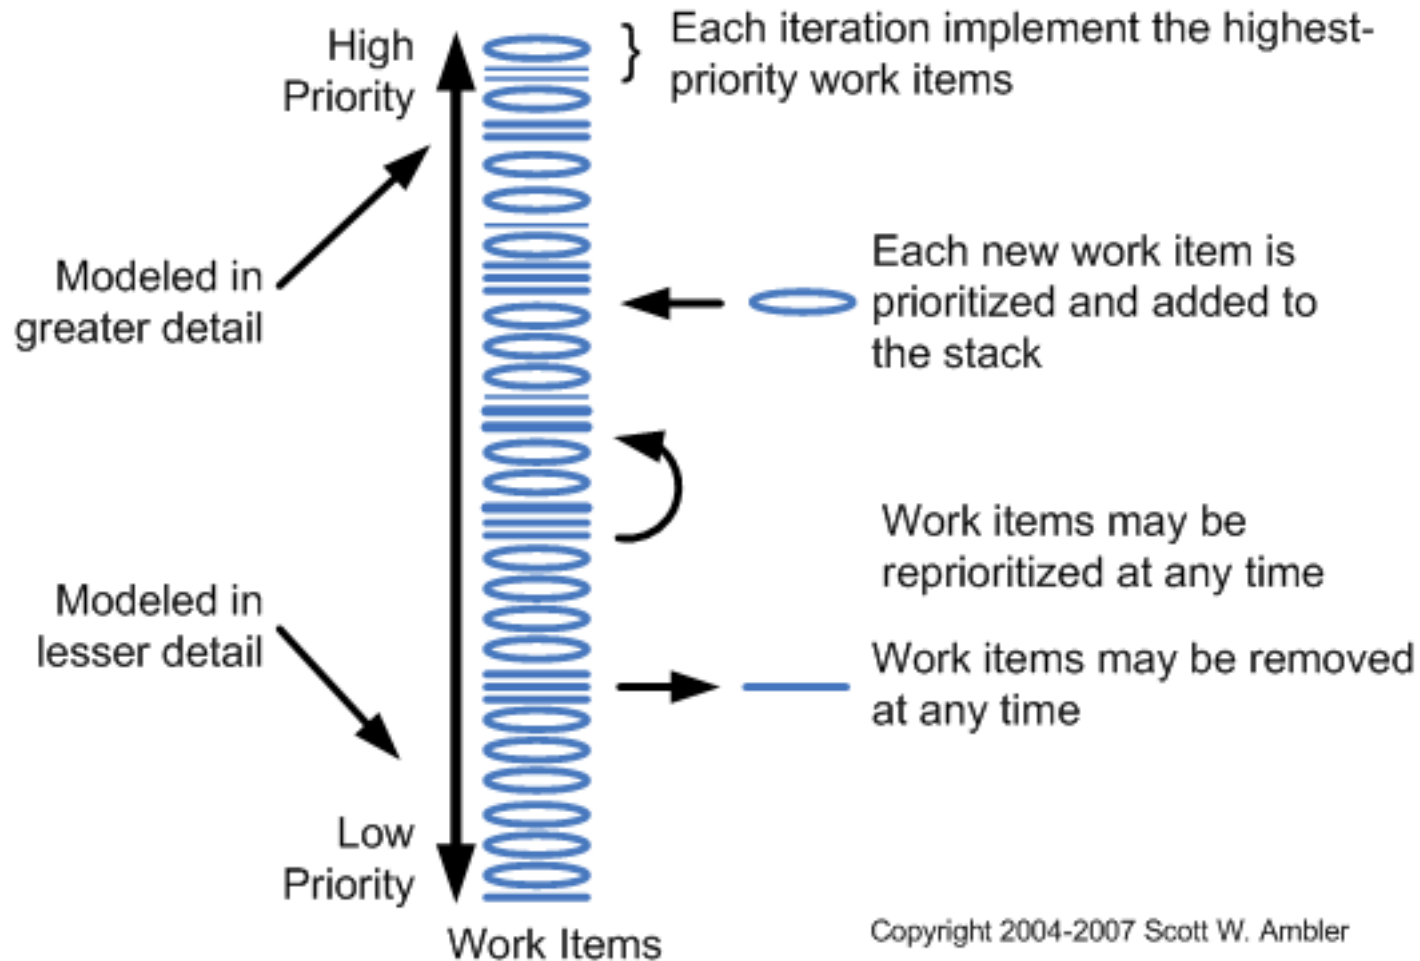 High
Priority
Each iteration implement the highest-
priority work items
Modeled in
greater detail
Each new work item is
prioritized and added to
the stack
Work items may be
reprioritized at any time
Modeled in
lesser detail
Work items may be removed
at any time
Low
Priority
Work Items
Copyright 2004-2007 Scott W. Ambler